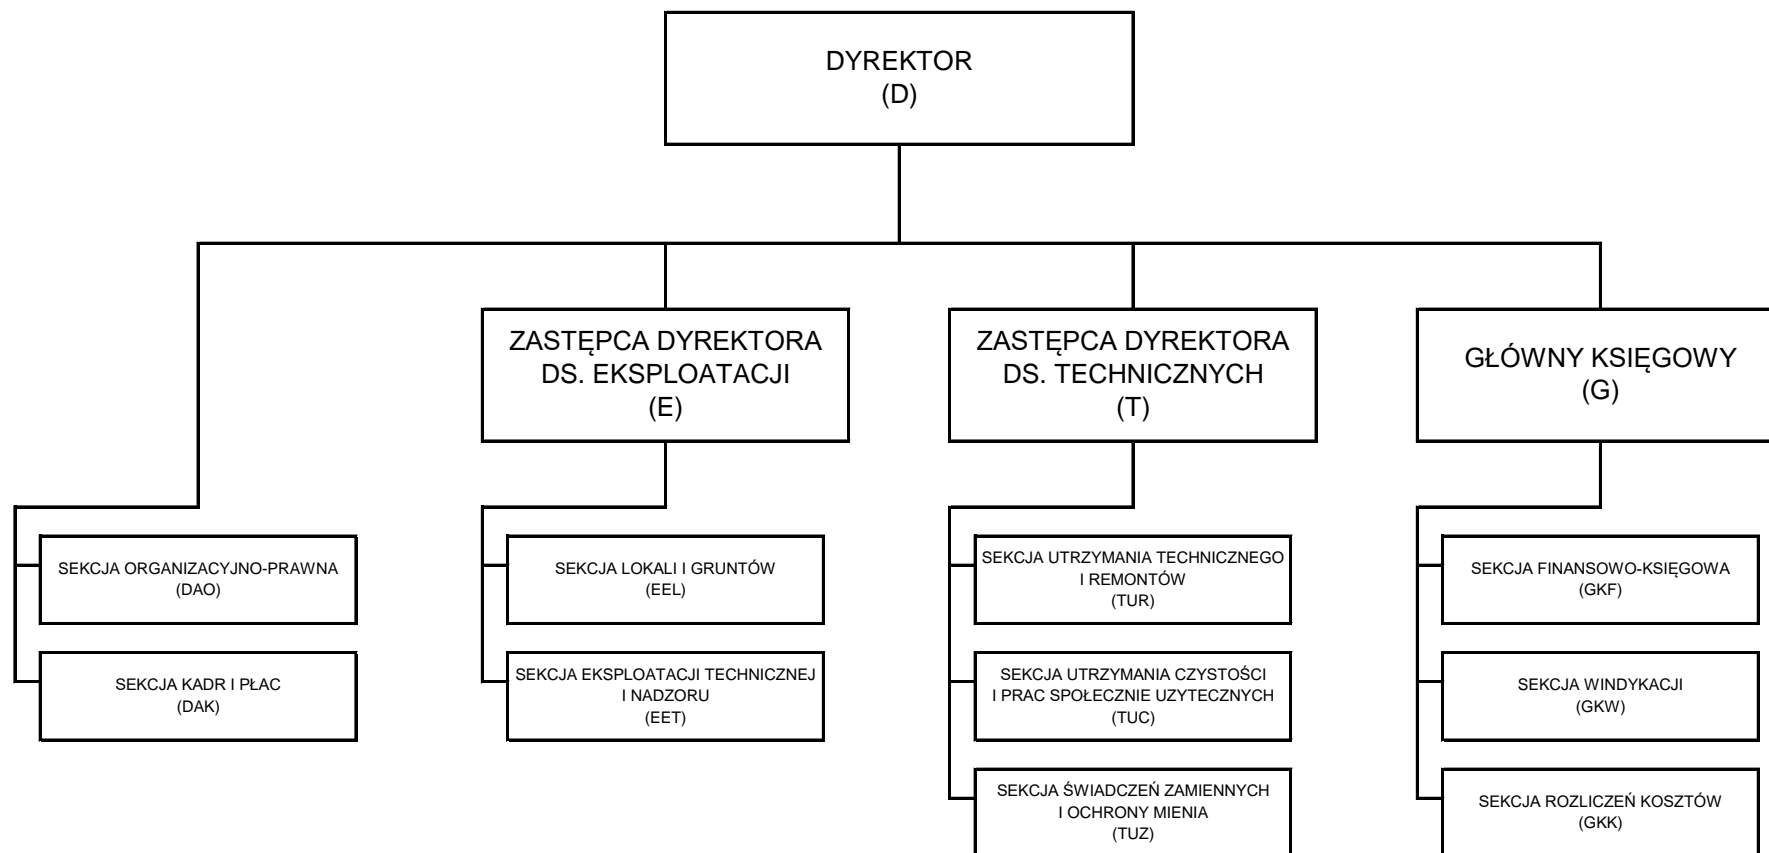 DYREKTOR
(D)
ZASTĘPCA DYREKTORA
DS. EKSPLOATACJI
(E)
ZASTĘPCA DYREKTORA
DS. TECHNICZNYCH
(T)
GŁÓWNY KSIĘGOWY
(G)
SEKCJA ORGANIZACYJNO-PRAWNA
(DAO)
SEKCJA KADR I PŁAC
(DAK)
SEKCJA LOKALI I GRUNTÓW
(EEL)
SEKCJA EKSPLOATACJI TECHNICZNEJ
I NADZORU
(EET)
SEKCJA UTRZYMANIA TECHNICZNEGO
I REMONTÓW
(TUR)
SEKCJA UTRZYMANIA CZYSTOŚCI
I PRAC SPOŁECZNIE UZYTECZNYCH
(TUC)
SEKCJA ŚWIADCZEŃ ZAMIENNYCH
I OCHRONY MIENIA
(TUZ)
SEKCJA FINANSOWO-KSIĘGOWA
(GKF)
SEKCJA WINDYKACJI
(GKW)
SEKCJA ROZLICZEŃ KOSZTÓW
(GKK)